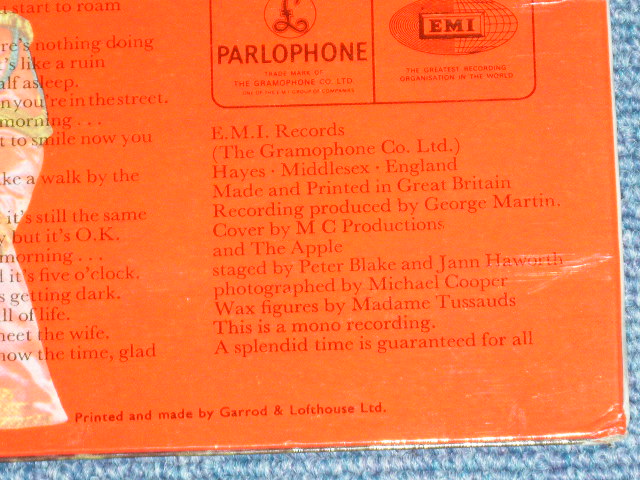 u start to roam
re's nothing doing
t's like a ruin
alf asleep.
n you're in the street.
morning . . .
t to smile now you
ke a walk by the
it's still the same
y but it's O.K.
morning . . .
d it's five o'clock.
s getting dark.
ll of life.
meet the wife.
now the time, glad
PARLOPHONE
TRADE MARK OF
THE GRAMOPHONE CO. LTD.
EMI
THE GREATEST RECORDING
ORGANISATION IN THE WORLD
E.M.I. Records
(The Gramophone Co. Ltd.)
Hayes · Middlesex · England
Made and Printed in Great Britain
Recording produced by George Martin.
Cover by M C Productions
and The Apple
staged by Peter Blake and Jann Haworth
photographed by Michael Cooper
Wax figures by Madame Tussauds
This is a mono recording.
A splendid time is guaranteed for all
Printed and made by Garrod & Lofthouse Ltd.